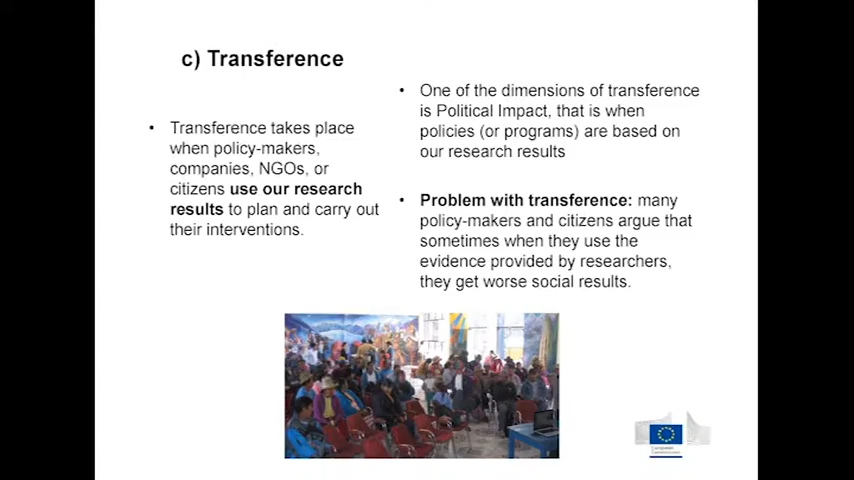 c) Transference
• Transference takes place
when policy-makers,
companies, NGOs, or
citizens use our research
results to plan and carry out
their interventions.
• One of the dimensions of transference
is Political Impact, that is when
policies (or programs) are based on
our research results
• Problem with transference: many
policy-makers and citizens argue that
sometimes when they use the
evidence provided by researchers,
they get worse social results.
European
Commission